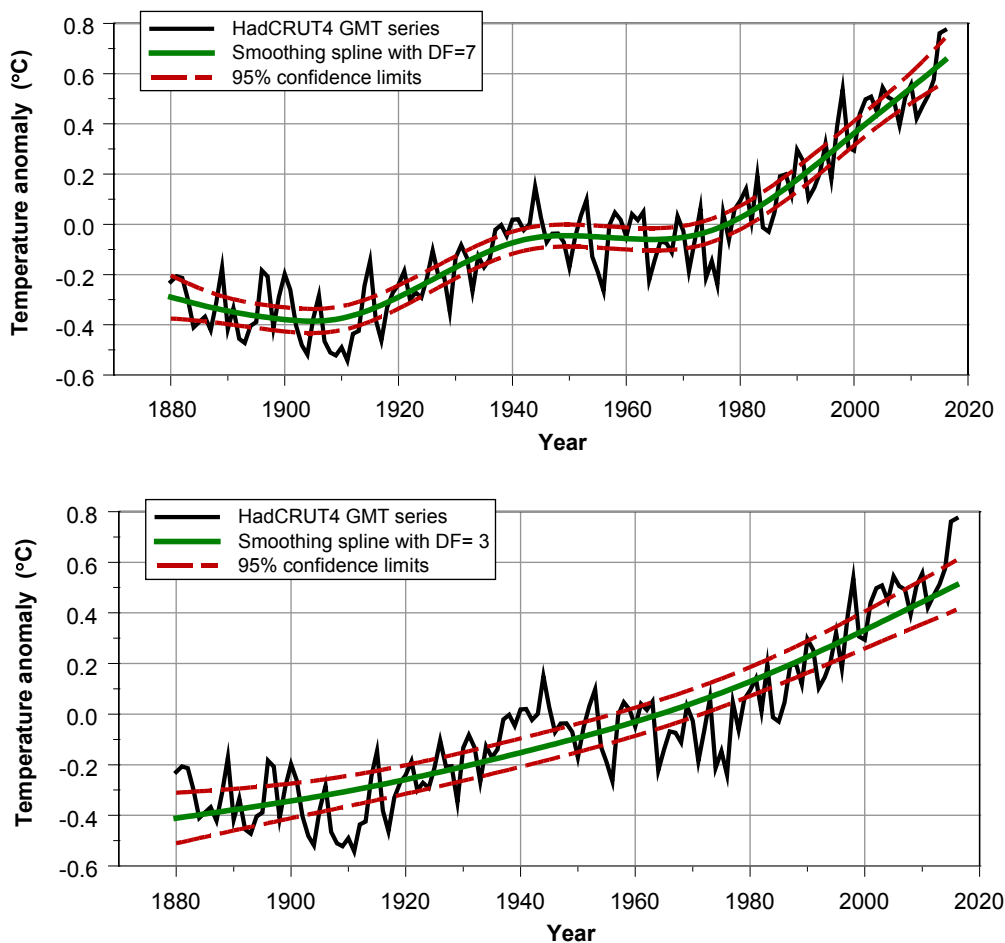 HadCRUT4 GMT series
Smoothing spline with DF=7
95% confidence limits
Temperature anomaly (°C)
0.8
0.6
0.4
0.2
0.0
-0.2
-0.4
-0.6
1880 1900 1920 1940 1960 1980 2000 2020
Year
HadCRUT4 GMT series
Smoothing spline with DF= 3
95% confidence limits
Temperature anomaly (°C)
0.8
0.6
0.4
0.2
0.0
-0.2
-0.4
-0.6
1880 1900 1920 1940 1960 1980 2000 2020
Year